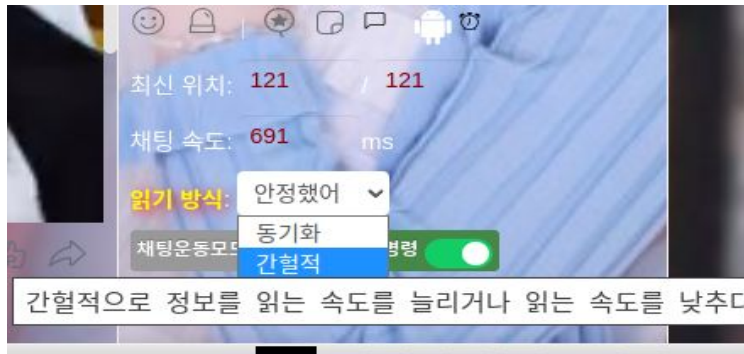 최신 위치: 121 / 121
채팅 속도: 691 ms
읽기 방식: 안정했어
동기화
채팅운동모드
간헐적
간헐적으로 정보를 읽는 속도를 늘리거나 읽는 속도를 낮추다